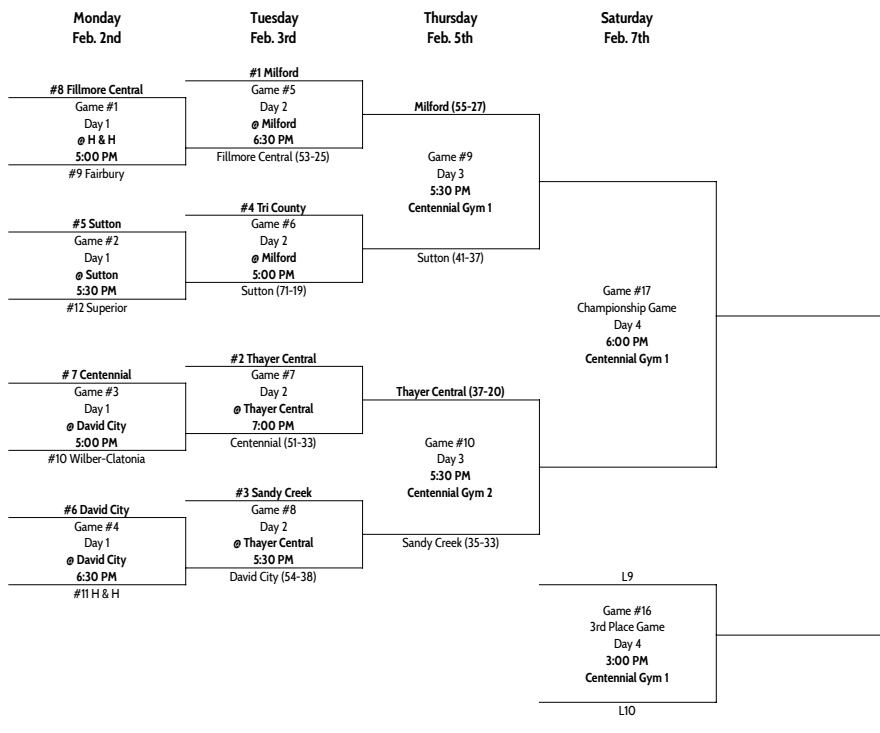 Monday
Feb. 2nd
Tuesday
Feb. 3rd
Thursday
Feb. 5th
Saturday
Feb. 7th
#8 Fillmore Central
Game #1
Day 1
@ H & H
5:00 PM
#9 Fairbury
#5 Sutton
Game #2
Day 1
@ Sutton
5:30 PM
#12 Superior
# 7 Centennial
Game #3
Day 1
@ David City
5:00 PM
#10 Wilber-Clatonia
#6 David City
Game #4
Day 1
@ David City
6:30 PM
#11 H & H
#1 Milford
Game #5
Day 2
@ Milford
6:30 PM
Fillmore Central (53-25)
#4 Tri County
Game #6
Day 2
@ Milford
5:00 PM
Sutton (71-19)
#2 Thayer Central
Game #7
Day 2
@ Thayer Central
7:00 PM
Centennial (51-33)
#3 Sandy Creek
Game #8
Day 2
@ Thayer Central
5:30 PM
David City (54-38)
Milford (55-27)
Game #9
Day 3
5:30 PM
Centennial Gym 1
Sutton (41-37)
Thayer Central (37-20)
Game #10
Day 3
5:30 PM
Centennial Gym 2
Sandy Creek (35-33)
Game #17
Championship Game
Day 4
6:00 PM
Centennial Gym 1
L9
Game #16
3rd Place Game
Day 4
3:00 PM
Centennial Gym 1
L10